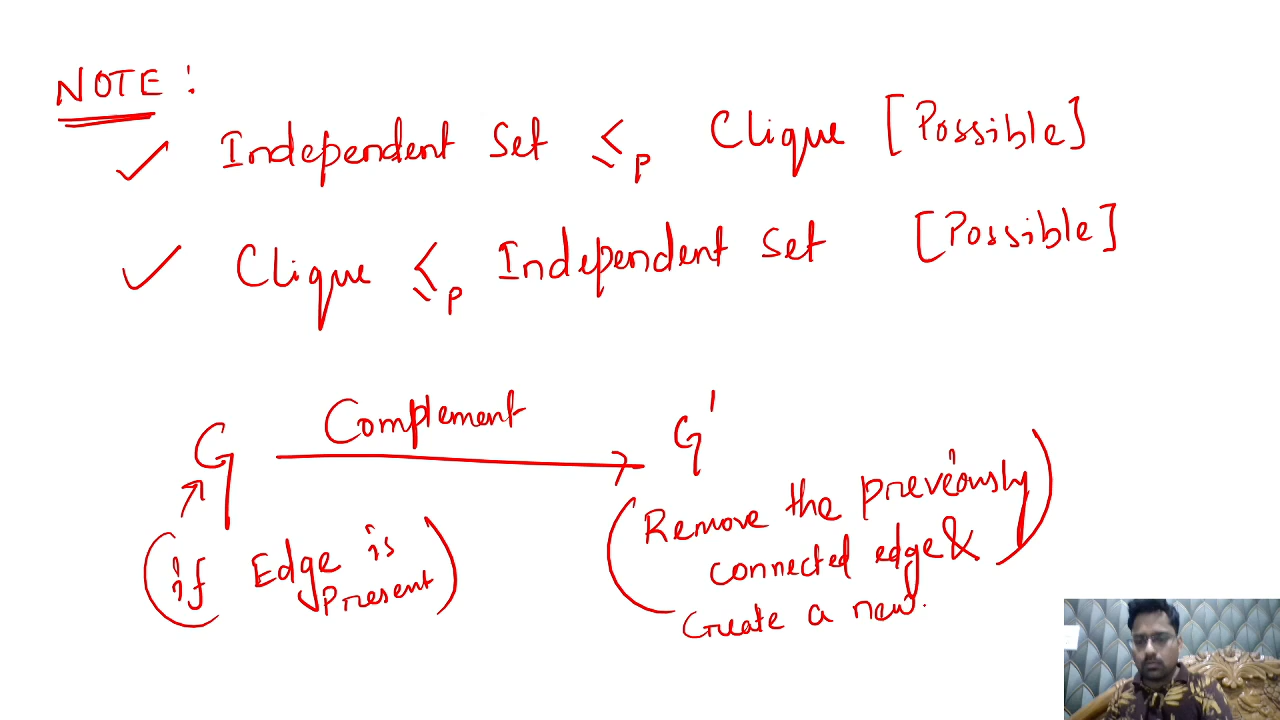 NOTE :
✓ Independent Set ≤p Clique [Possible]
✓ Clique ≤p Independent Set [Possible]
G Complement G'
(if Edge is Present)
(Remove the previously
connected edge &
Create a new.